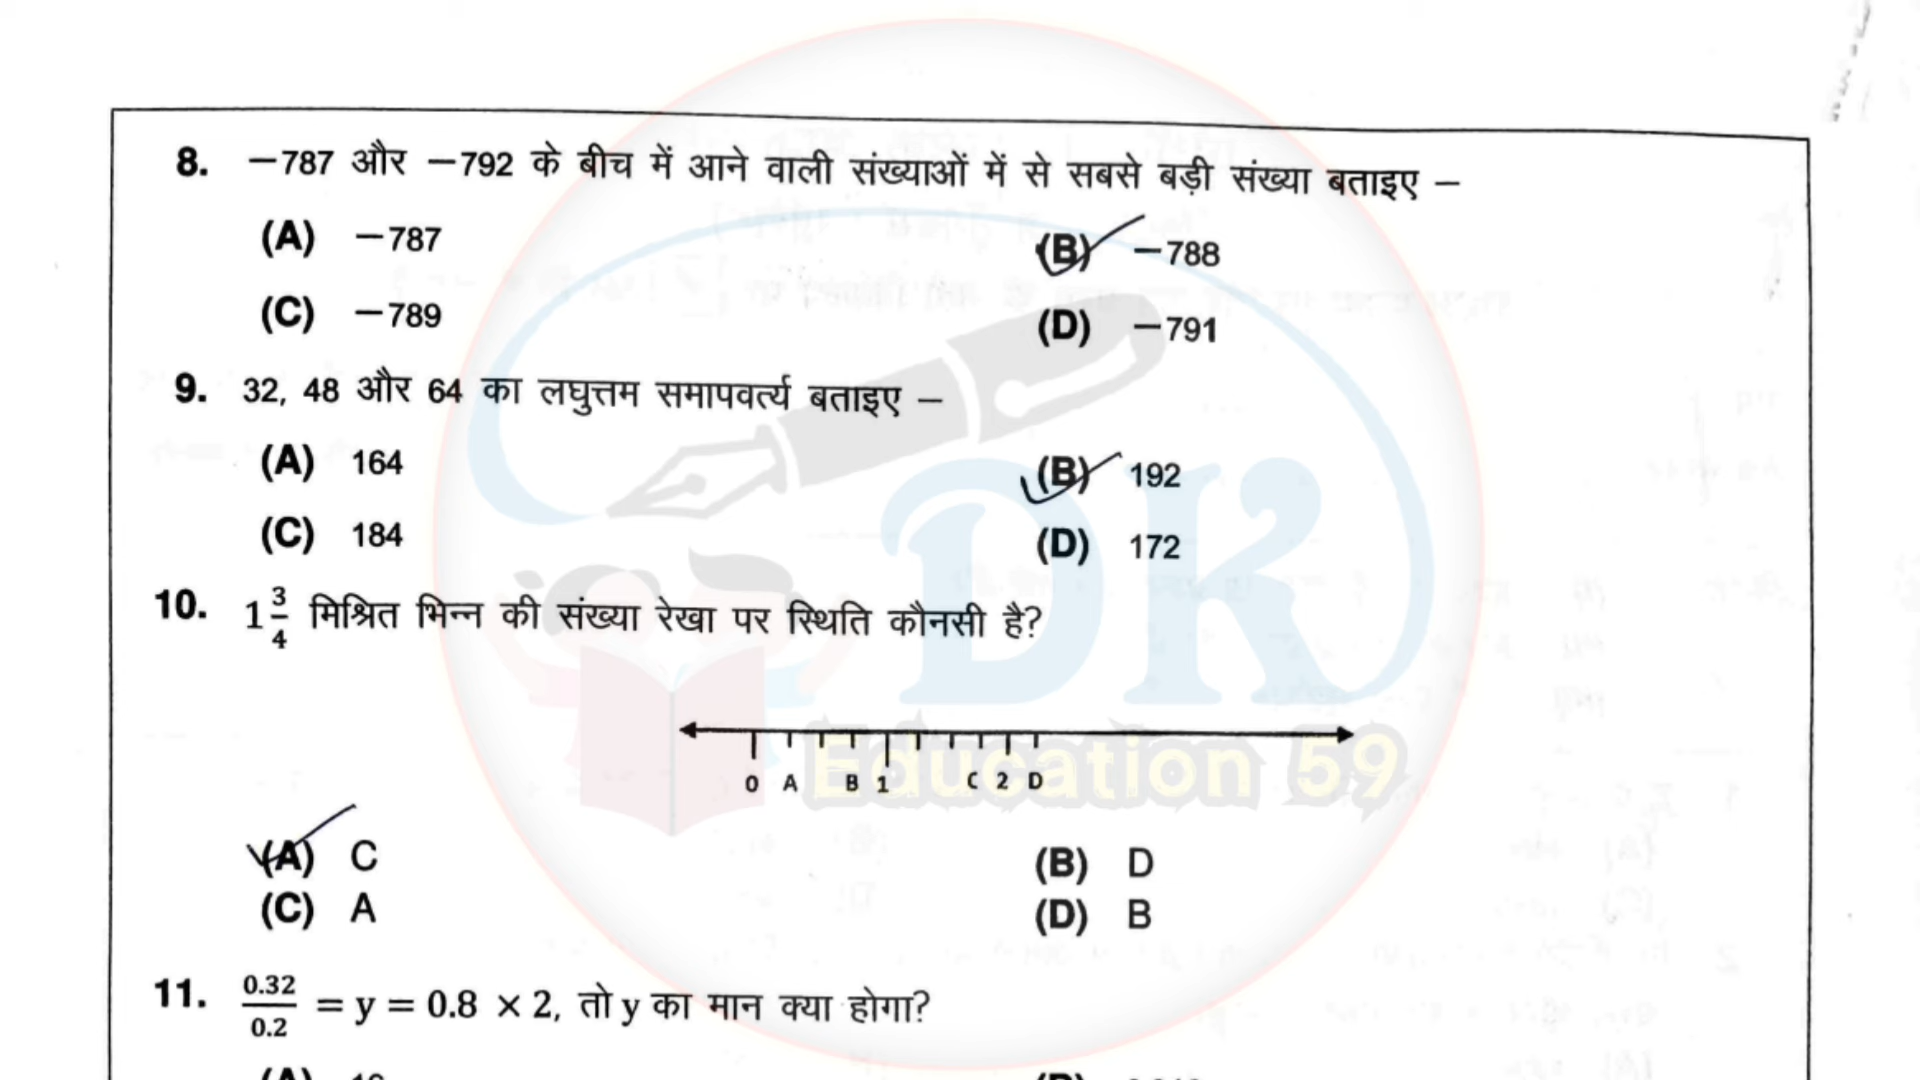 8. −787 और −792 के बीच में आने वाली संख्याओं में से सबसे बड़ी संख्या बताइए −
(A) −787 (B) −788
(C) −789 (D) −791
9. 32, 48 और 64 का लघुत्तम समापवर्त्य बताइए −
(A) 164 (B) 192
(C) 184 (D) 172
10. 1 3/4 मिश्रित भिन्न की संख्या रेखा पर स्थिति कौनसी है?
0 A B 1 C 2 D
(A) C (B) D
(C) A (D) B
11. 0.32/0.2 = y = 0.8 × 2, तो y का मान क्या होगा?
DK
Education 59